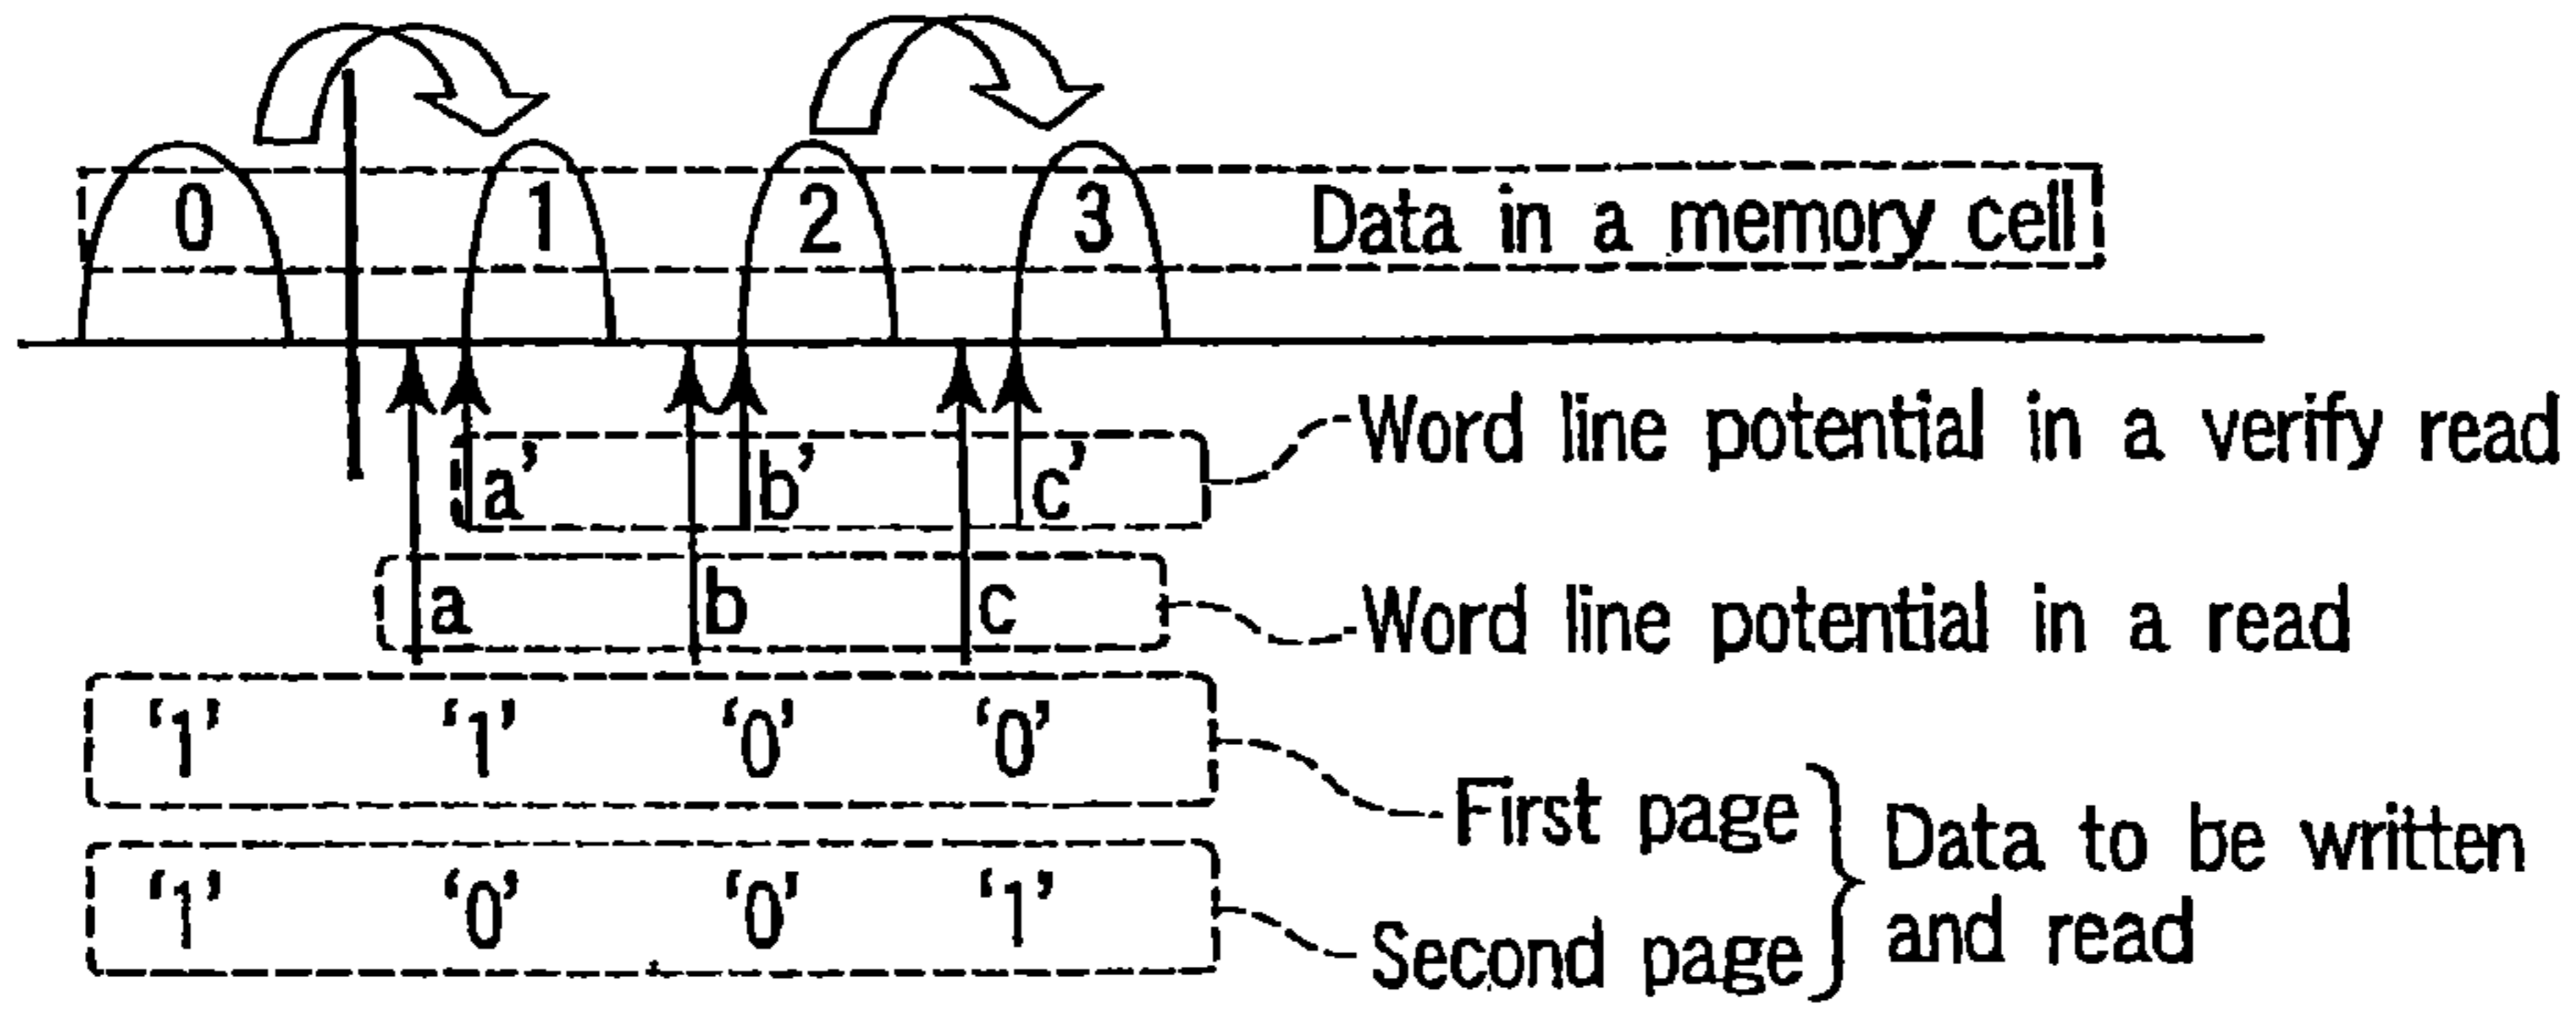 0 1 2 3 Data in a memory cell
Word line potential in a verify read
a' b' c'
a b c
Word line potential in a read
‘1’ ‘1’ ‘0’ ‘0’
First page
‘1’ ‘0’ ‘0’ ‘1’
Second page
Data to be written
and read